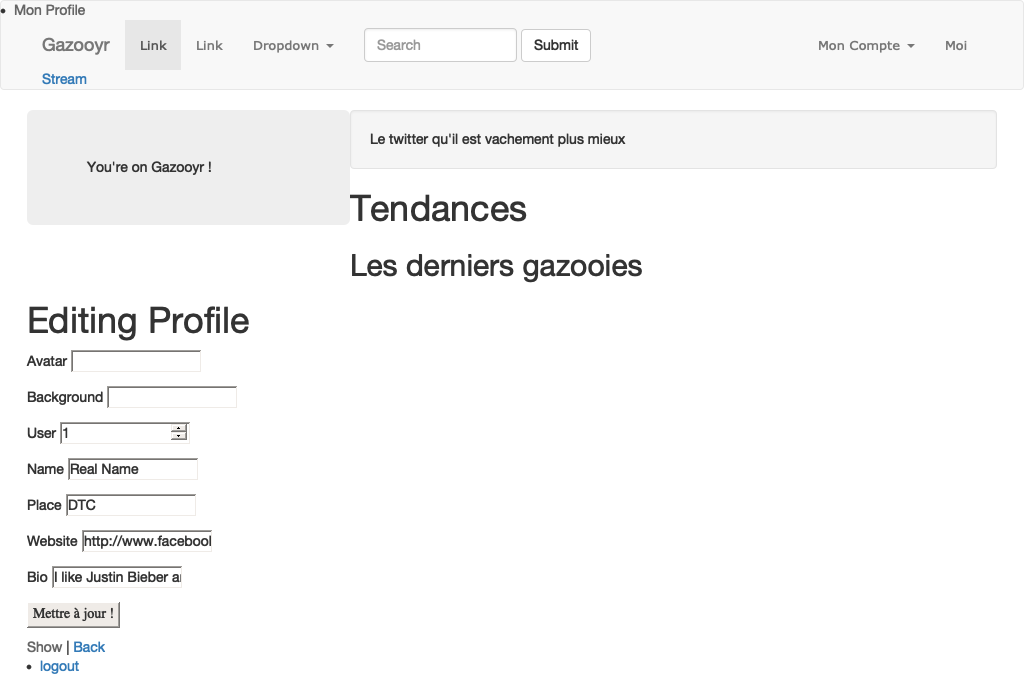 Mon Profile
Gazooyr Link Link Dropdown Search Submit Mon Compte Moi
Stream
You're on Gazooyr !
Le twitter qu'il est vachement plus mieux
Tendances
Les derniers gazooies
Editing Profile
Avatar
Background
User 1
Name Real Name
Place DTC
Website http://www.facebool
Bio I like Justin Bieber a
Mettre à jour !
Show | Back
logout